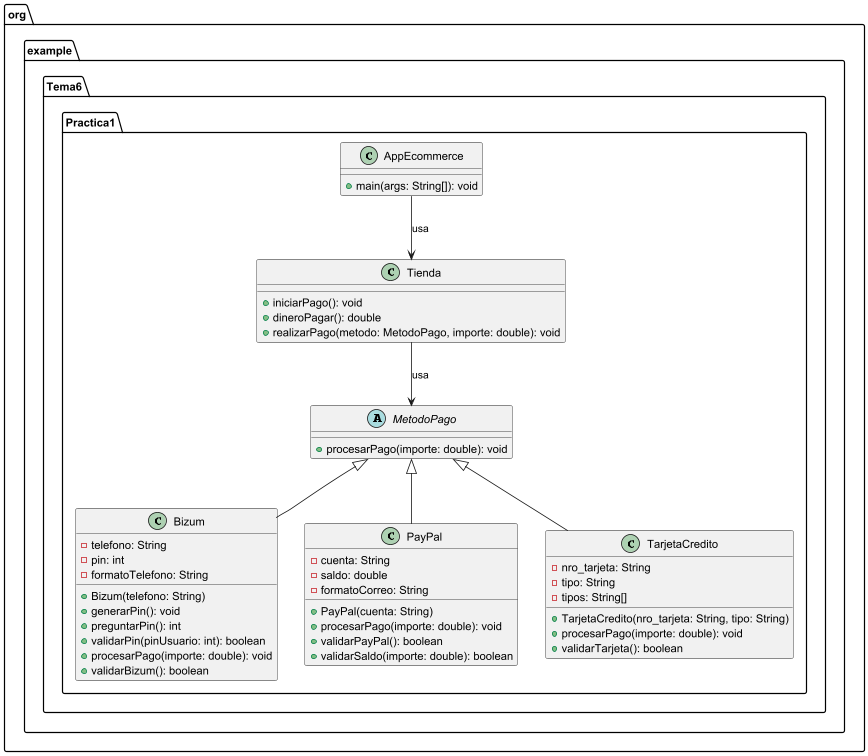 org
example
Tema6
Practica1
C AppEcommerce
main(args: String[]): void
usa
C Tienda
iniciarPago(): void
dineroPagar(): double
realizarPago(metodo: MetodoPago, importe: double): void
usa
A MetodoPago
procesarPago(importe: double): void
C Bizum
telefono: String
pin: int
formatoTelefono: String
Bizum(telefono: String)
generarPin(): void
preguntarPin(): int
validarPin(pinUsuario: int): boolean
procesarPago(importe: double): void
validarBizum(): boolean
C PayPal
cuenta: String
saldo: double
formatoCorreo: String
PayPal(cuenta: String)
procesarPago(importe: double): void
validarPayPal(): boolean
validarSaldo(importe: double): boolean
C TarjetaCredito
nro_tarjeta: String
tipo: String
tipos: String[]
TarjetaCredito(nro_tarjeta: String, tipo: String)
procesarPago(importe: double): void
validarTarjeta(): boolean